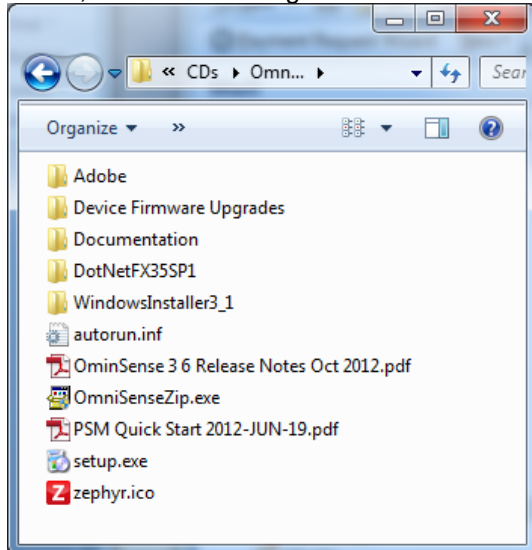 « CDs ▸ Omn... ▸
Sear
Organize ▾ »
Adobe
Device Firmware Upgrades
Documentation
DotNetFX35SP1
WindowsInstaller3_1
autorun.inf
OminSense 3 6 Release Notes Oct 2012.pdf
OmniSenseZip.exe
PSM Quick Start 2012-JUN-19.pdf
setup.exe
Z zephyr.ico